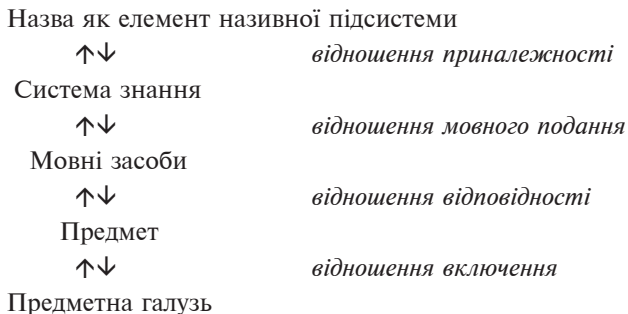 Назва як елемент називної підсистеми
↑↓ відношення приналежності
Система знання
↑↓ відношення мовного подання
Мовні засоби
↑↓ відношення відповідності
Предмет
↑↓ відношення включення
Предметна галузь